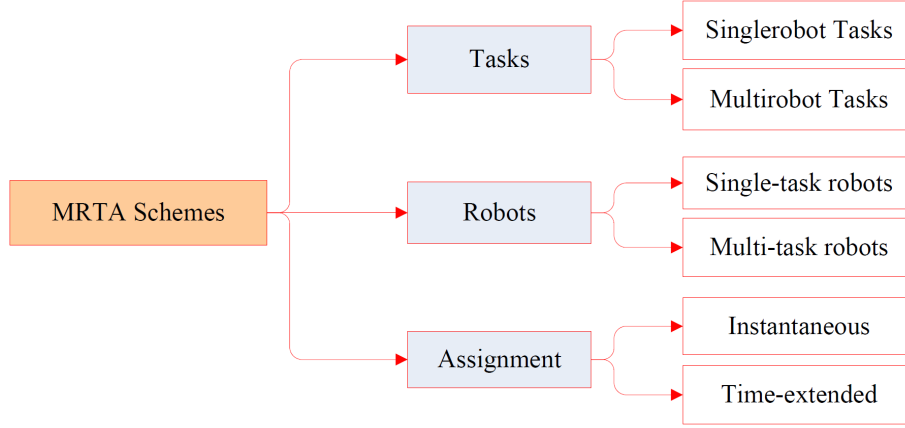 MRTA Schemes
Tasks
Singlerobot Tasks
Multirobot Tasks
Robots
Single-task robots
Multi-task robots
Assignment
Instantaneous
Time-extended